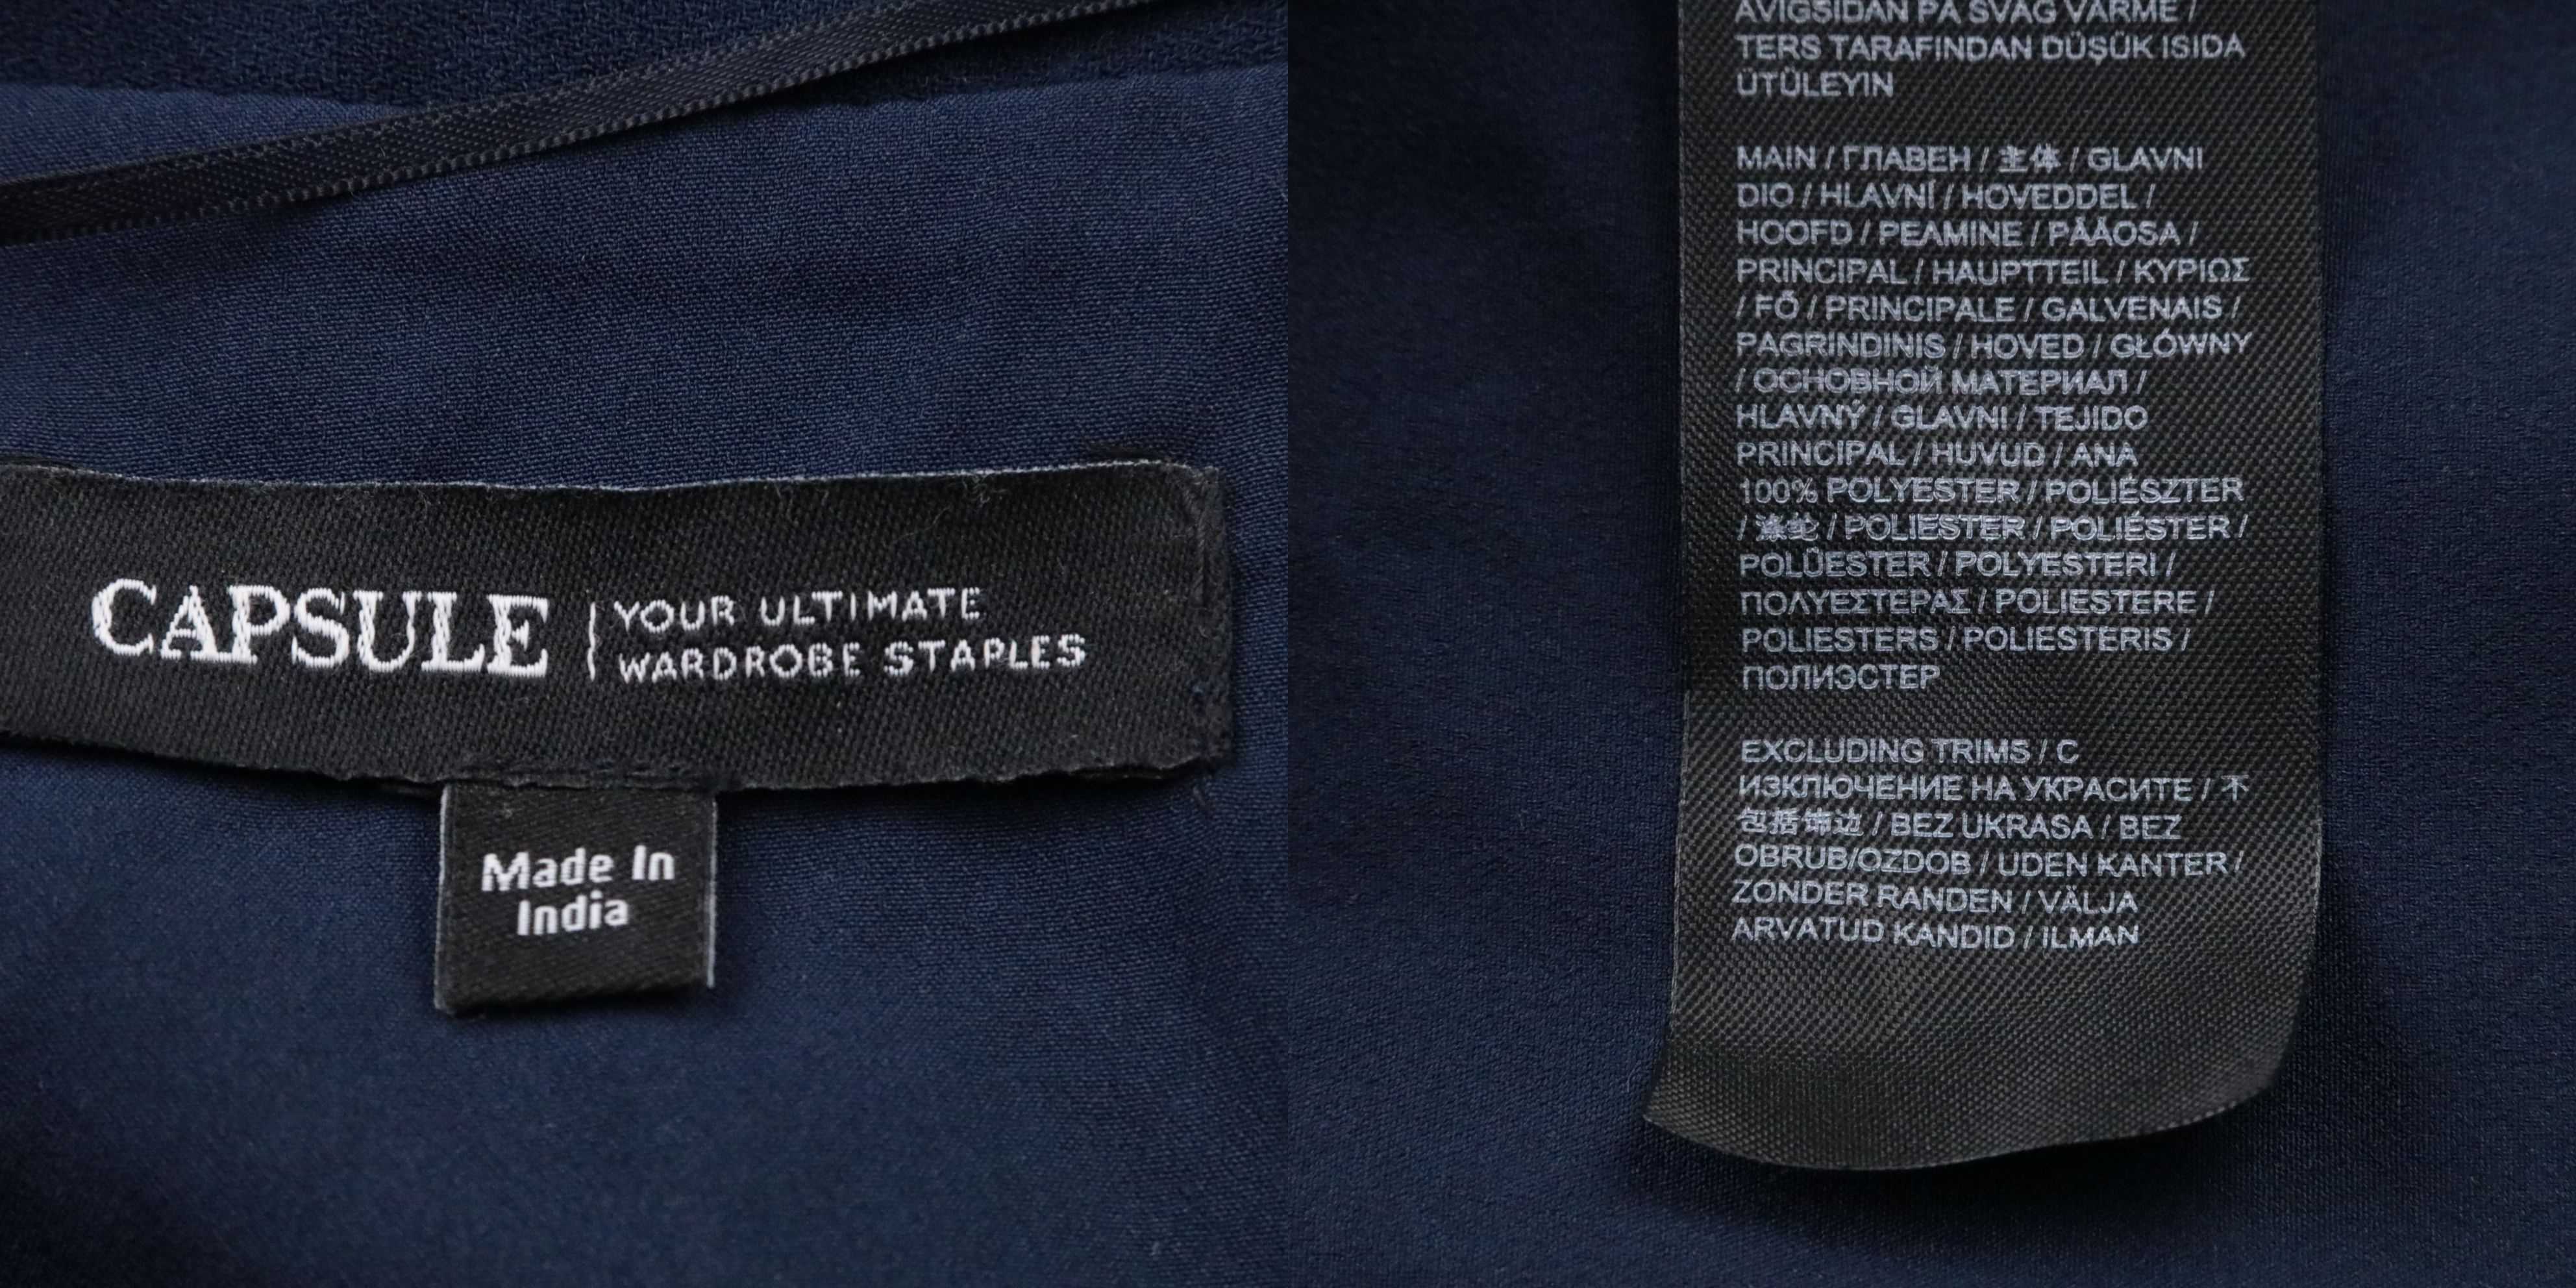 CAPSULE
YOUR ULTIMATE
WARDROBE STAPLES
Made In
India
AVIGSIDAN PÅ SVAG VÄRME /
TERS TARAFINDAN DÜŞÜK ISIDA
ÜTÜLEYIN
MAIN / ГЛАВЕН / 主体 / GLAVNI
DIO / HLAVNÍ / HOVEDDEL /
HOOFD / PEAMINE / PÄÄOSA /
PRINCIPAL / HAUPTTEIL / ΚΥΡΙΩΣ
/ FŐ / PRINCIPALE / GALVENAIS /
PAGRINDINIS / HOVED / GŁÓWNY
/ ОСНОВНОЙ МАТЕРИАЛ /
HLAVNÝ / GLAVNI / TEJIDO
PRINCIPAL / HUVUD / ANA
100% POLYESTER / POLIÉSZTER
/ 涤纶 / POLIESTER / POLIÉSTER /
POLÜESTER / POLYESTERI /
ΠΟΛΥΕΣΤΕΡΑΣ / POLIESTERE /
POLIESTERS / POLIESTERIS /
ПОЛИЭСТЕР
EXCLUDING TRIMS / С
ИЗКЛЮЧЕНИЕ НА УКРАСИТЕ / 不
包括饰边 / BEZ UKRASA / BEZ
OBRUB/OZDOB / UDEN KANTER /
ZONDER RANDEN / VÄLJA
ARVATUD KANDID / ILMAN